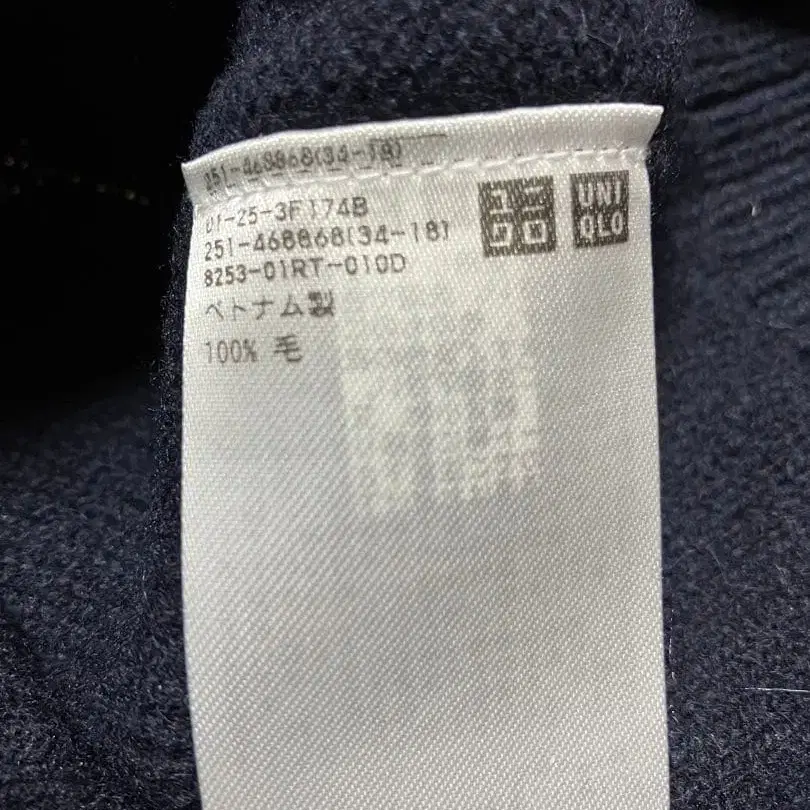 251-468868(34-18)
01-25-3F174B
251-468868(34-18)
8253-01RT-010D
ベトナム製
100% 毛
ユニ
クロ
UNI
QLO